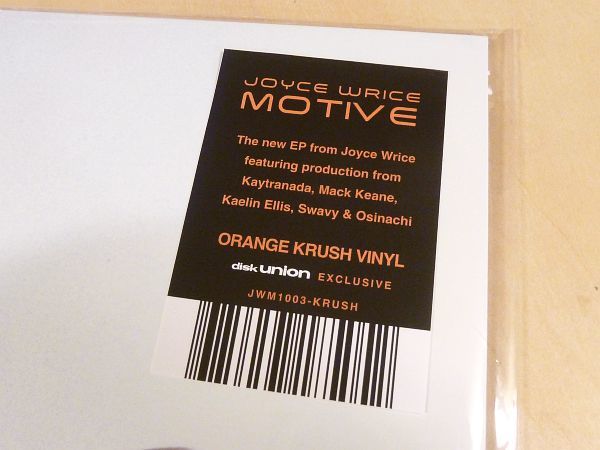 JOYCE WRICE
MOTIVE
The new EP from Joyce Wrice
featuring production from
Kaytranada, Mack Keane,
Kaelin Ellis, Swavy & Osinachi
ORANGE KRUSH VINYL
disk union EXCLUSIVE
JWM1003-KRUSH